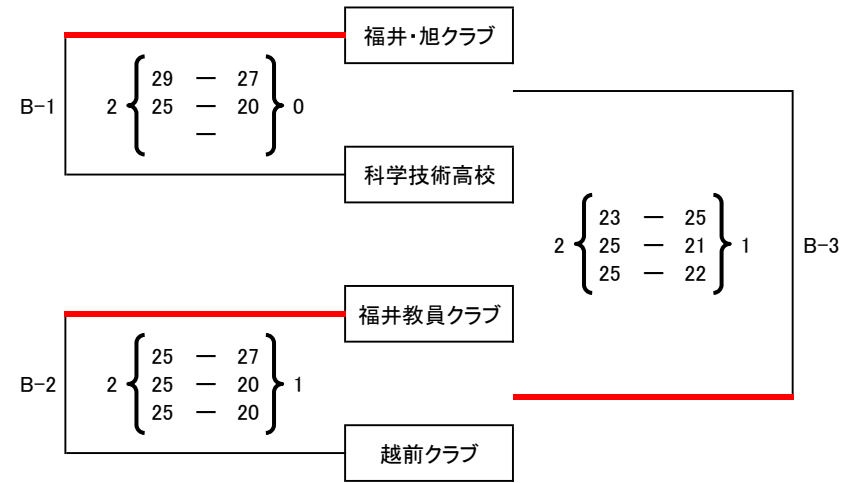 福井・旭クラブ
29 — 27
B-1 2 { 25 — 20 } 0
—
科学技術高校
23 — 25
2 { 25 — 21 } 1 B-3
25 — 22
福井教員クラブ
25 — 27
B-2 2 { 25 — 20 } 1
25 — 20
越前クラブ